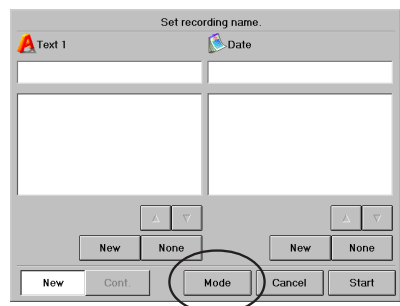 Set recording name.
A Text 1 Date
New None New None
New Cont. Mode Cancel Start